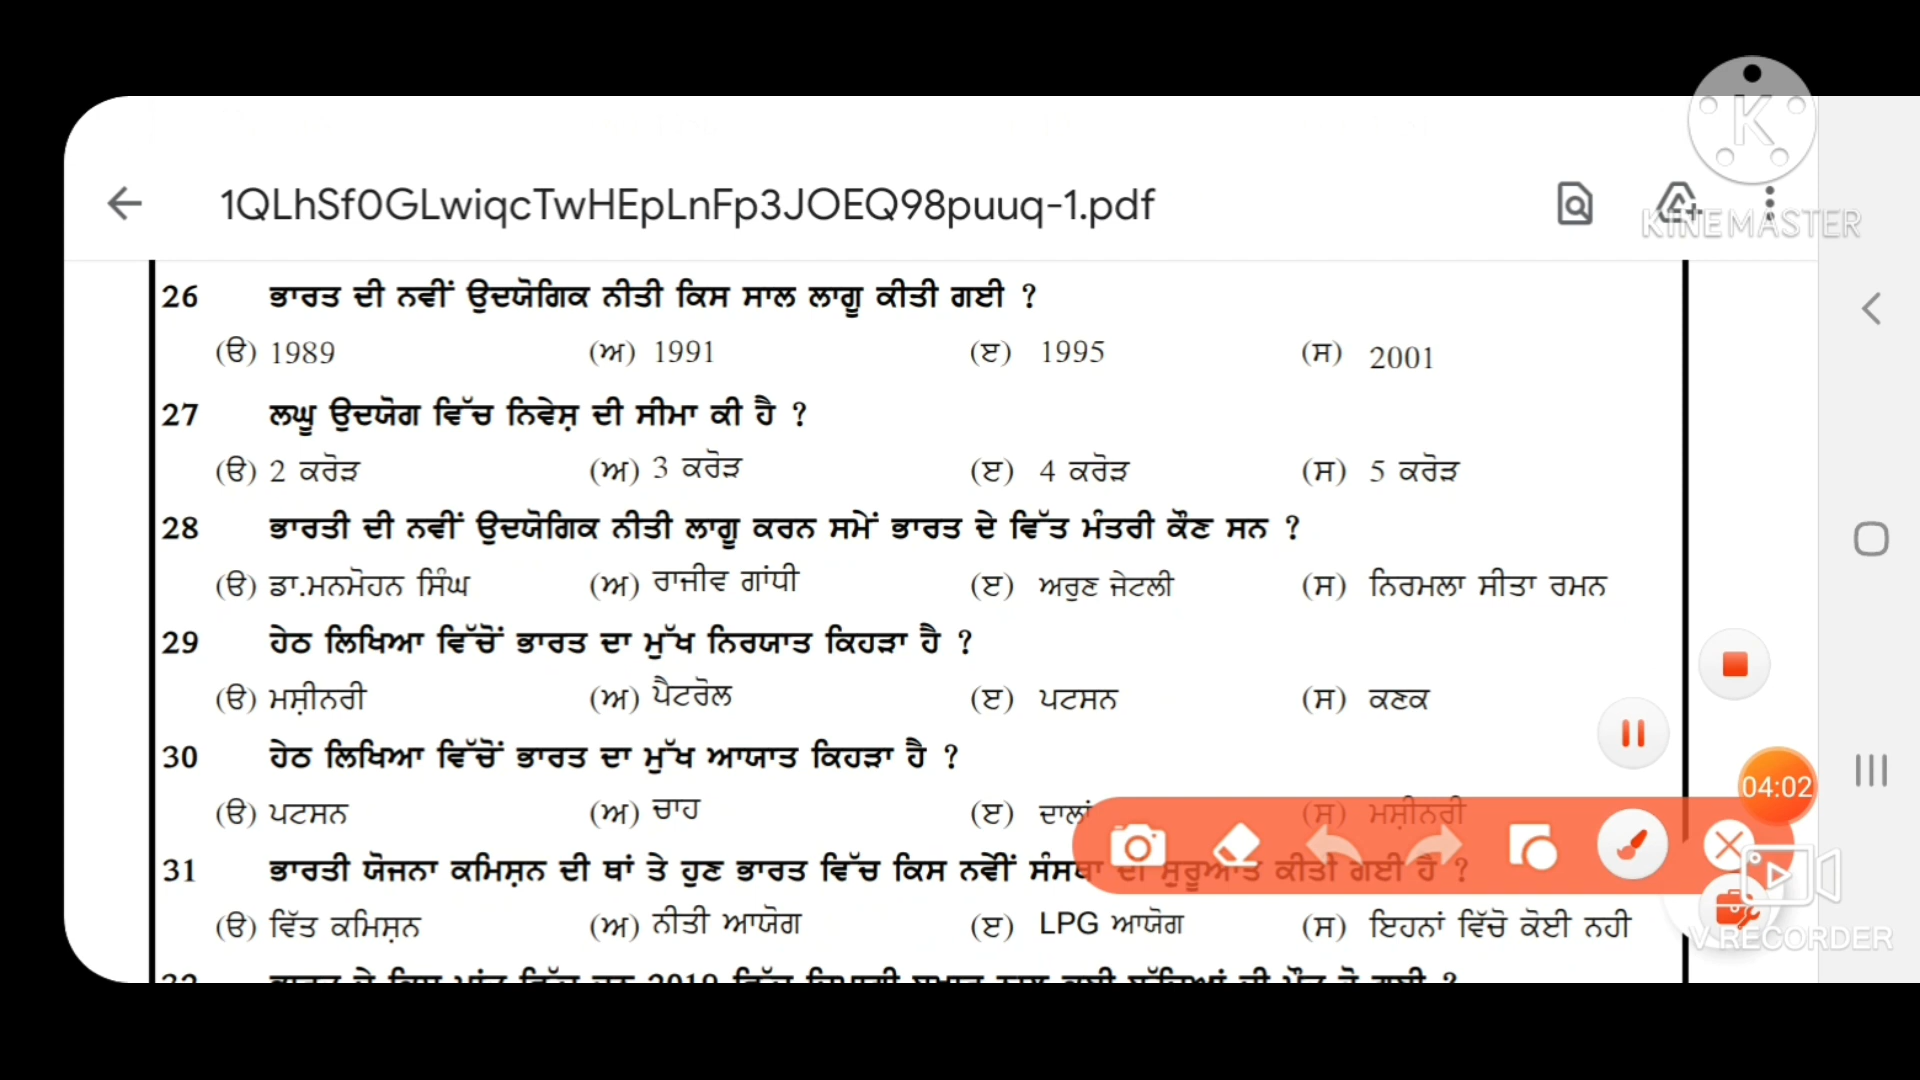 1QLhSf0GLwiqcTwHEpLnFp3JOEQ98puuq-1.pdf
K
KINEMASTER
26 ਭਾਰਤ ਦੀ ਨਵੀਂ ਉਦਯੋਗਿਕ ਨੀਤੀ ਕਿਸ ਸਾਲ ਲਾਗੂ ਕੀਤੀ ਗਈ ?
(ੳ) 1989 (ਅ) 1991 (ੲ) 1995 (ਸ) 2001
27 ਲਘੂ ਉਦਯੋਗ ਵਿੱਚ ਨਿਵੇਸ਼ ਦੀ ਸੀਮਾ ਕੀ ਹੈ ?
(ੳ) 2 ਕਰੋੜ (ਅ) 3 ਕਰੋੜ (ੲ) 4 ਕਰੋੜ (ਸ) 5 ਕਰੋੜ
28 ਭਾਰਤੀ ਦੀ ਨਵੀਂ ਉਦਯੋਗਿਕ ਨੀਤੀ ਲਾਗੂ ਕਰਨ ਸਮੇਂ ਭਾਰਤ ਦੇ ਵਿੱਤ ਮੰਤਰੀ ਕੌਣ ਸਨ ?
(ੳ) ਡਾ.ਮਨਮੋਹਨ ਸਿੰਘ (ਅ) ਰਾਜੀਵ ਗਾਂਧੀ (ੲ) ਅਰੁਣ ਜੇਟਲੀ (ਸ) ਨਿਰਮਲਾ ਸੀਤਾ ਰਮਨ
29 ਹੇਠ ਲਿਖਿਆ ਵਿੱਚੋਂ ਭਾਰਤ ਦਾ ਮੁੱਖ ਨਿਰਯਾਤ ਕਿਹੜਾ ਹੈ ?
(ੳ) ਮਸ਼ੀਨਰੀ (ਅ) ਪੈਟਰੋਲ (ੲ) ਪਟਸਨ (ਸ) ਕਣਕ
30 ਹੇਠ ਲਿਖਿਆ ਵਿੱਚੋਂ ਭਾਰਤ ਦਾ ਮੁੱਖ ਆਯਾਤ ਕਿਹੜਾ ਹੈ ?
04:02
(ੳ) ਪਟਸਨ (ਅ) ਚਾਹ (ੲ) ਦਾਲਾਂ (ਸ) ਮਸ਼ੀਨਰੀ
31 ਭਾਰਤੀ ਯੋਜਨਾ ਕਮਿਸ਼ਨ ਦੀ ਥਾਂ ਤੇ ਹੁਣ ਭਾਰਤ ਵਿੱਚ ਕਿਸ ਨਵੀਂ ਸੰਸਥਾ ਦੀ ਸ਼ੁਰੂਆਤ ਕੀਤੀ ਗਈ ਹੈ ?
(ੳ) ਵਿੱਤ ਕਮਿਸ਼ਨ (ਅ) ਨੀਤੀ ਆਯੋਗ (ੲ) LPG ਆਯੋਗ (ਸ) ਇਹਨਾਂ ਵਿੱਚੋ ਕੋਈ ਨਹੀ
V RECORDER